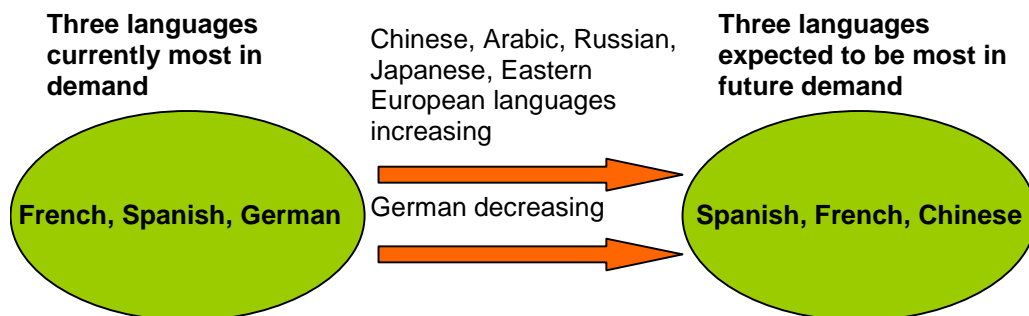 Three languages
currently most in
demand
Chinese, Arabic, Russian,
Japanese, Eastern
European languages
increasing
Three languages
expected to be most in
future demand
French, Spanish, German
German decreasing
Spanish, French, Chinese